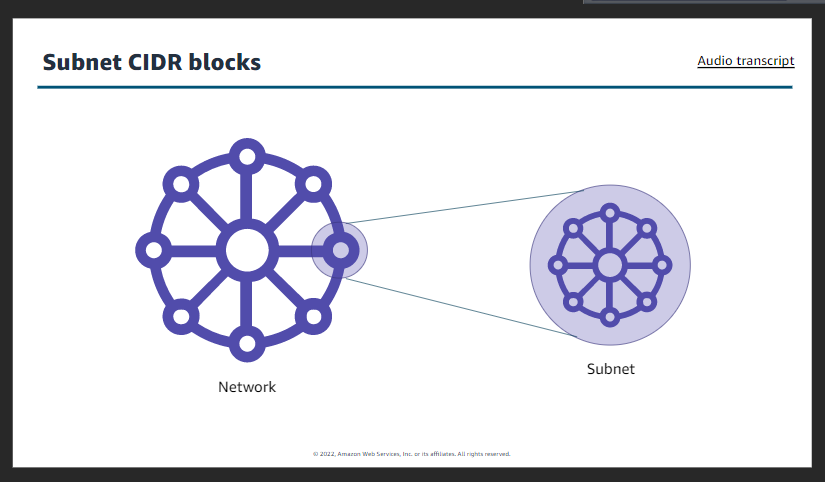 Subnet CIDR blocks
Audio transcript
Network
Subnet
© 2022, Amazon Web Services, Inc. or its affiliates. All rights reserved.